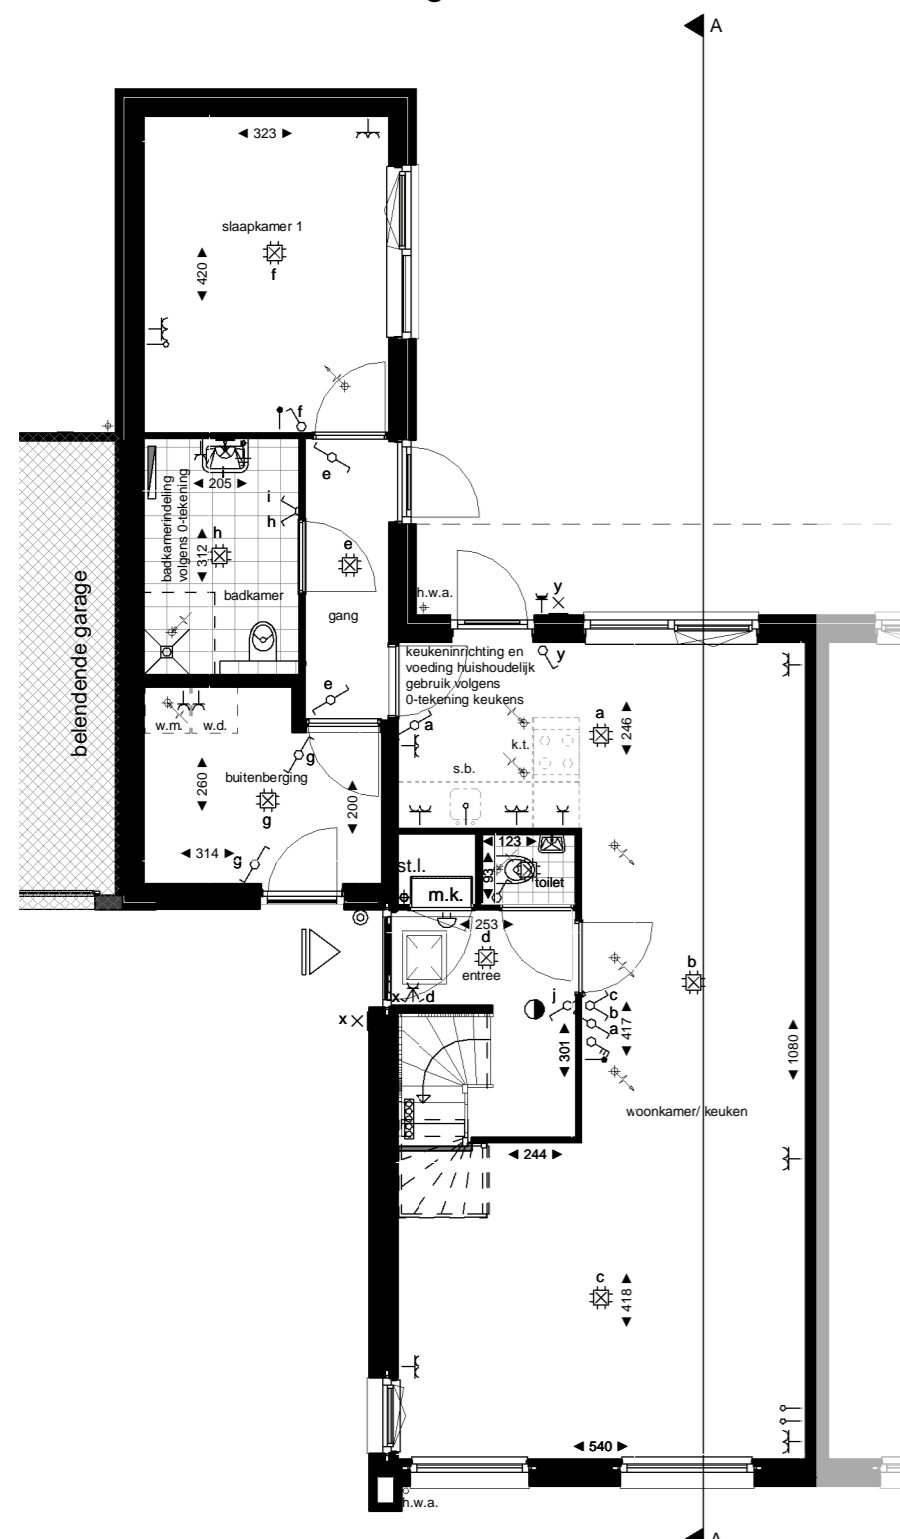 A
◄ 323 ►
slaapkamer 1
f
◄ 420 ►
f
e
◄ 205 ►
badkamerindeling
volgens 0-tekening
i
h
h
◄ 312 ►
e
badkamer
gang
belendende garage
h.w.a.
y
y
keukeninrichting en
voeding huishoudelijk
gebruik volgens
0-tekening keukens
e
a
a
◄ 246 ►
w.m.
w.d.
k.t.
s.b.
g
buitenberging
◄ 260 ►
g
◄ 200 ►
◄ 314 ►
g
◄ 123 ►
◄ 93 ►
toilet
st.l.
m.k.
◄ 253 ►
d
entree
b
x
d
j
c
b
a
x
◄ 301 ►
◄ 417 ►
◄ 1080 ►
woonkamer/ keuken
◄ 244 ►
c
◄ 418 ►
◄ 540 ►
h.w.a.
A